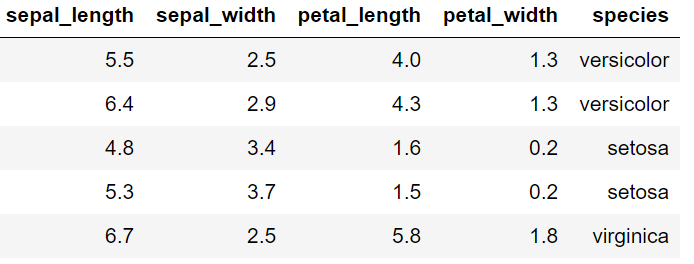 sepal_length sepal_width petal_length petal_width species
5.5 2.5 4.0 1.3 versicolor
6.4 2.9 4.3 1.3 versicolor
4.8 3.4 1.6 0.2 setosa
5.3 3.7 1.5 0.2 setosa
6.7 2.5 5.8 1.8 virginica